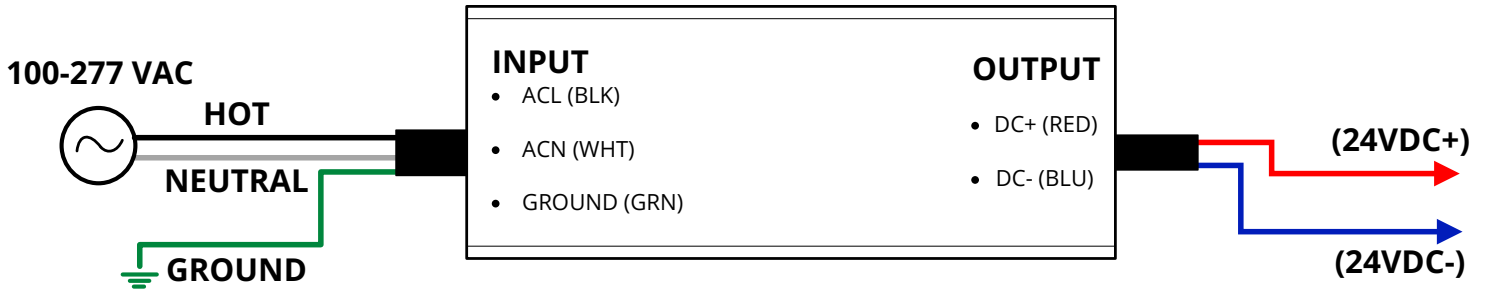 100-277 VAC
HOT
NEUTRAL
GROUND
INPUT
• ACL (BLK)
• ACN (WHT)
• GROUND (GRN)
OUTPUT
• DC+ (RED)
• DC- (BLU)
(24VDC+)
(24VDC-)